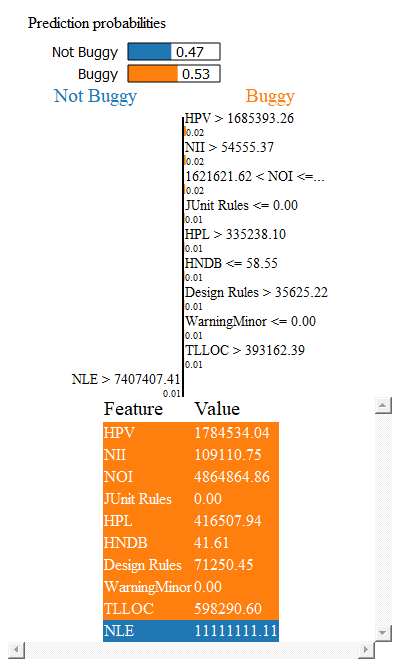 Prediction probabilities
Not Buggy 0.47
Buggy 0.53
Not Buggy Buggy
HPV > 1685393.26
0.02
NII > 54555.37
0.02
1621621.62 < NOI <=...
0.02
JUnit Rules <= 0.00
0.01
HPL > 335238.10
0.01
HNDB <= 58.55
0.01
Design Rules > 35625.22
0.01
WarningMinor <= 0.00
0.01
TLLOC > 393162.39
0.01
NLE > 7407407.41
0.01
Feature Value
HPV 1784534.04
NII 109110.75
NOI 4864864.86
JUnit Rules 0.00
HPL 416507.94
HNDB 41.61
Design Rules 71250.45
WarningMinor 0.00
TLLOC 598290.60
NLE 11111111.11